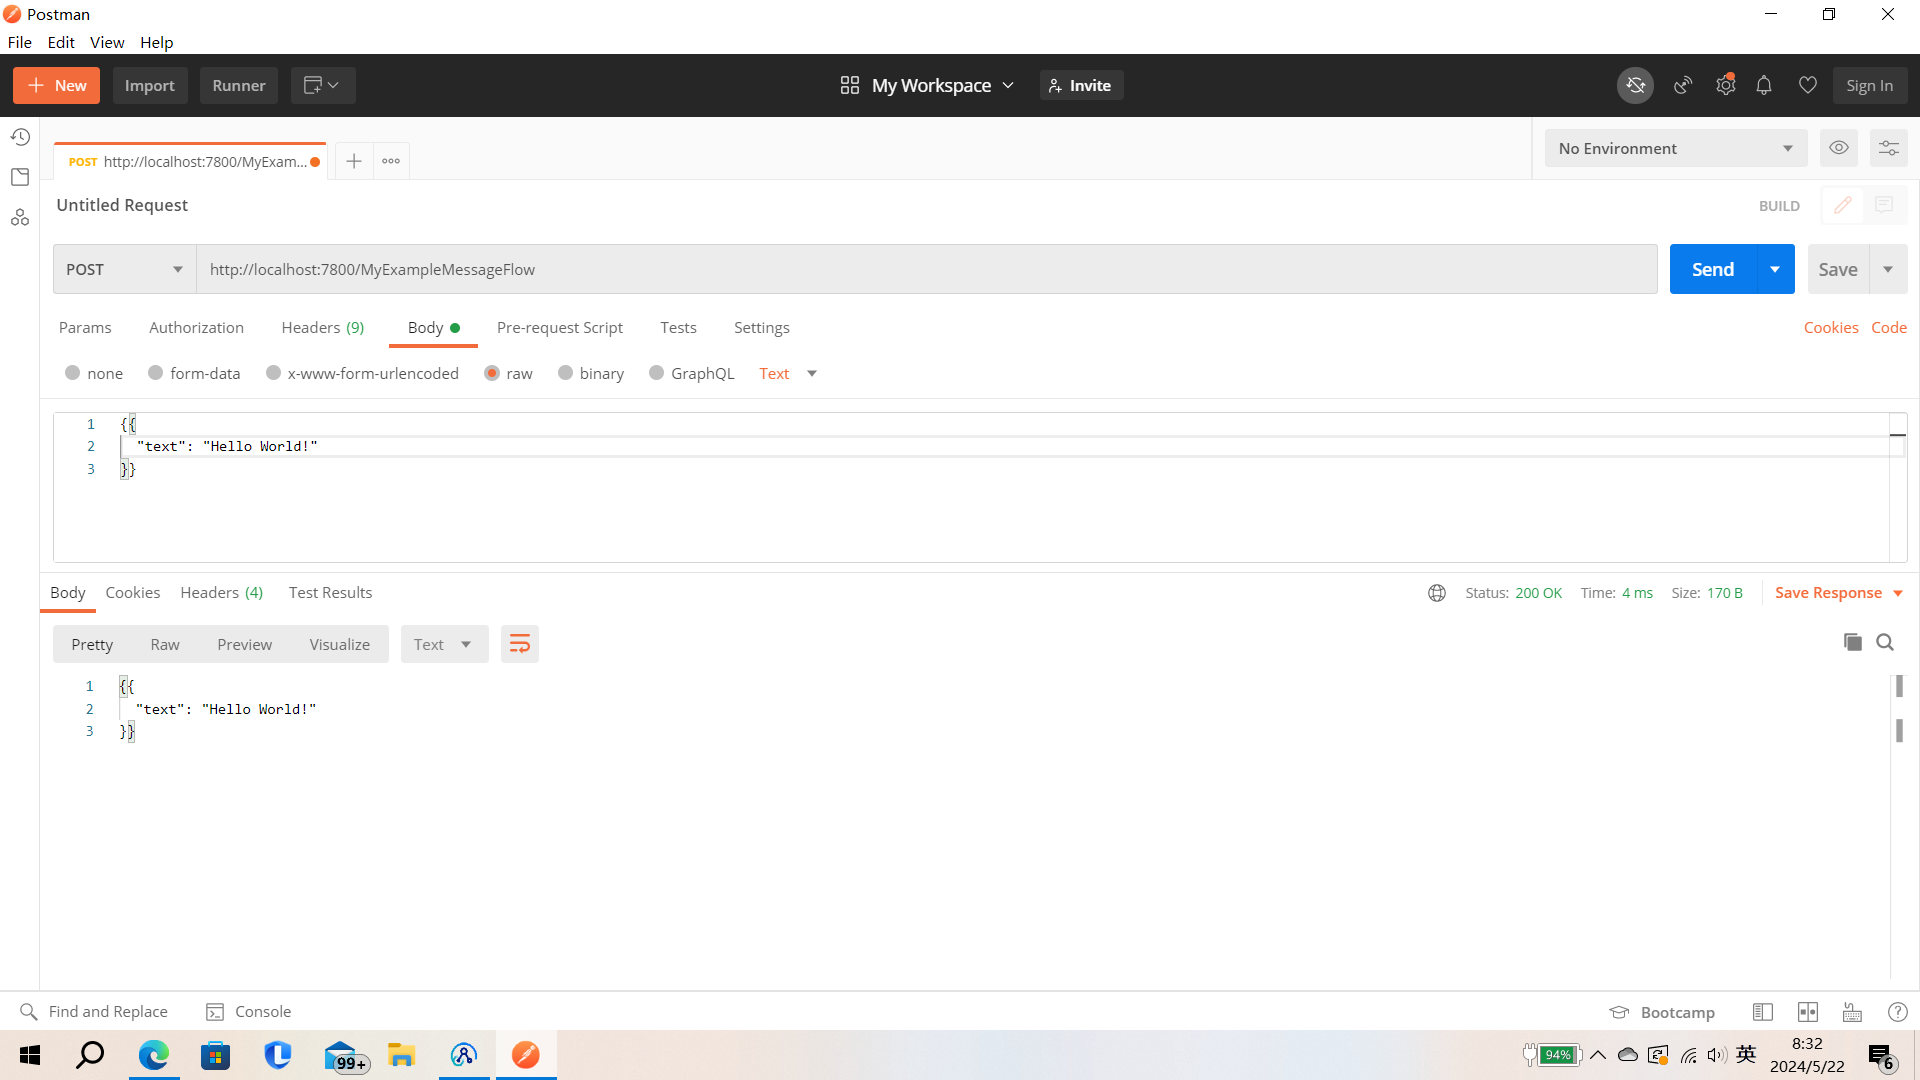 Postman
File Edit View Help
New Import Runner My Workspace Invite Sign In
POST http://localhost:7800/MyExam... No Environment
Untitled Request BUILD
POST http://localhost:7800/MyExampleMessageFlow Send Save
Params Authorization Headers (9) Body Pre-request Script Tests Settings Cookies Code
none form-data x-www-form-urlencoded raw binary GraphQL Text
1 {{
2 "text": "Hello World!"
3 }}
Body Cookies Headers (4) Test Results Status: 200 OK Time: 4 ms Size: 170 B Save Response
Pretty Raw Preview Visualize Text
1 {{
2 "text": "Hello World!"
3 }}
Find and Replace Console Bootcamp
99+ 94% 英 8:32 6
2024/5/22